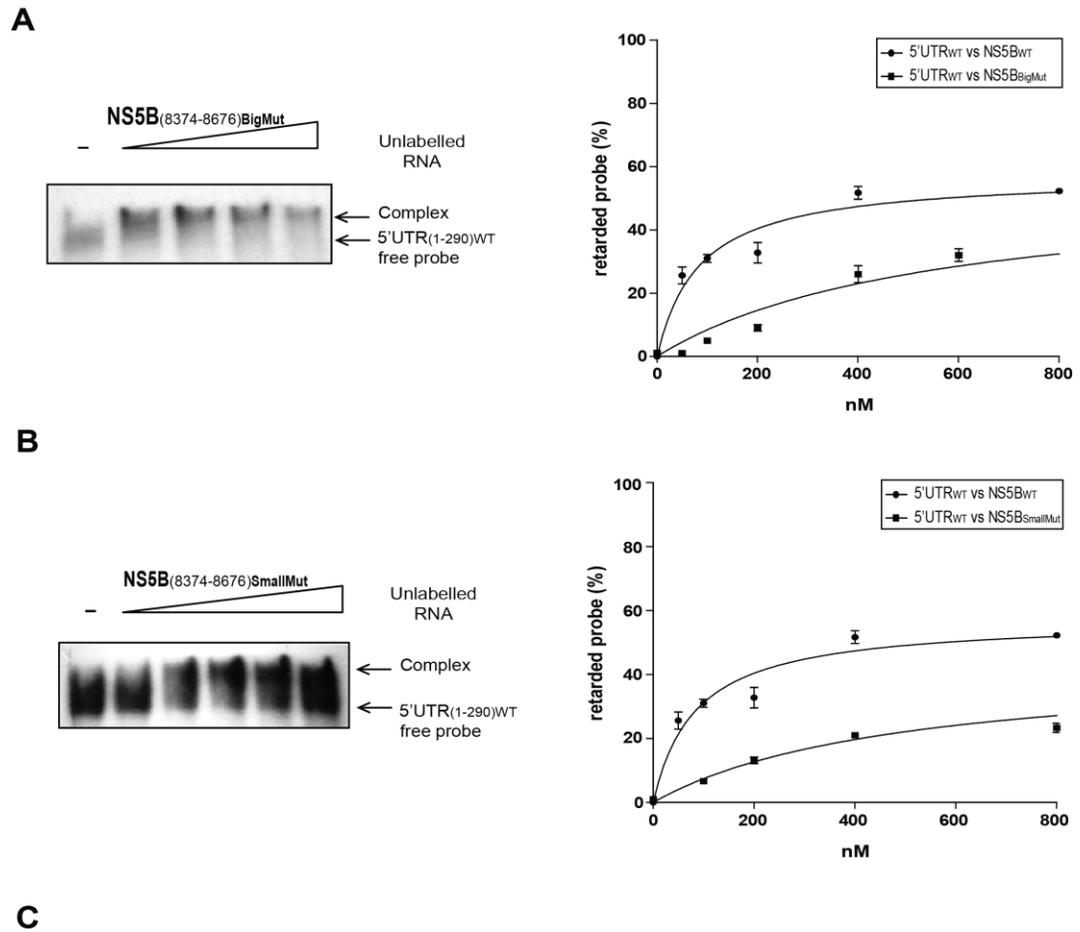 A
NS5B(8374-8676)BigMut
–
Unlabelled
RNA
Complex
5'UTR(1-290)WT
free probe
5'UTRWT vs NS5BWT
5'UTRWT vs NS5BBigMut
retarded probe (%)
100
80
60
40
20
0
0 200 400 600 800
nM
B
NS5B(8374-8676)SmallMut
–
Unlabelled
RNA
Complex
5'UTR(1-290)WT
free probe
5'UTRWT vs NS5BWT
5'UTRWT vs NS5BSmallMut
retarded probe (%)
100
80
60
40
20
0
0 200 400 600 800
nM
C